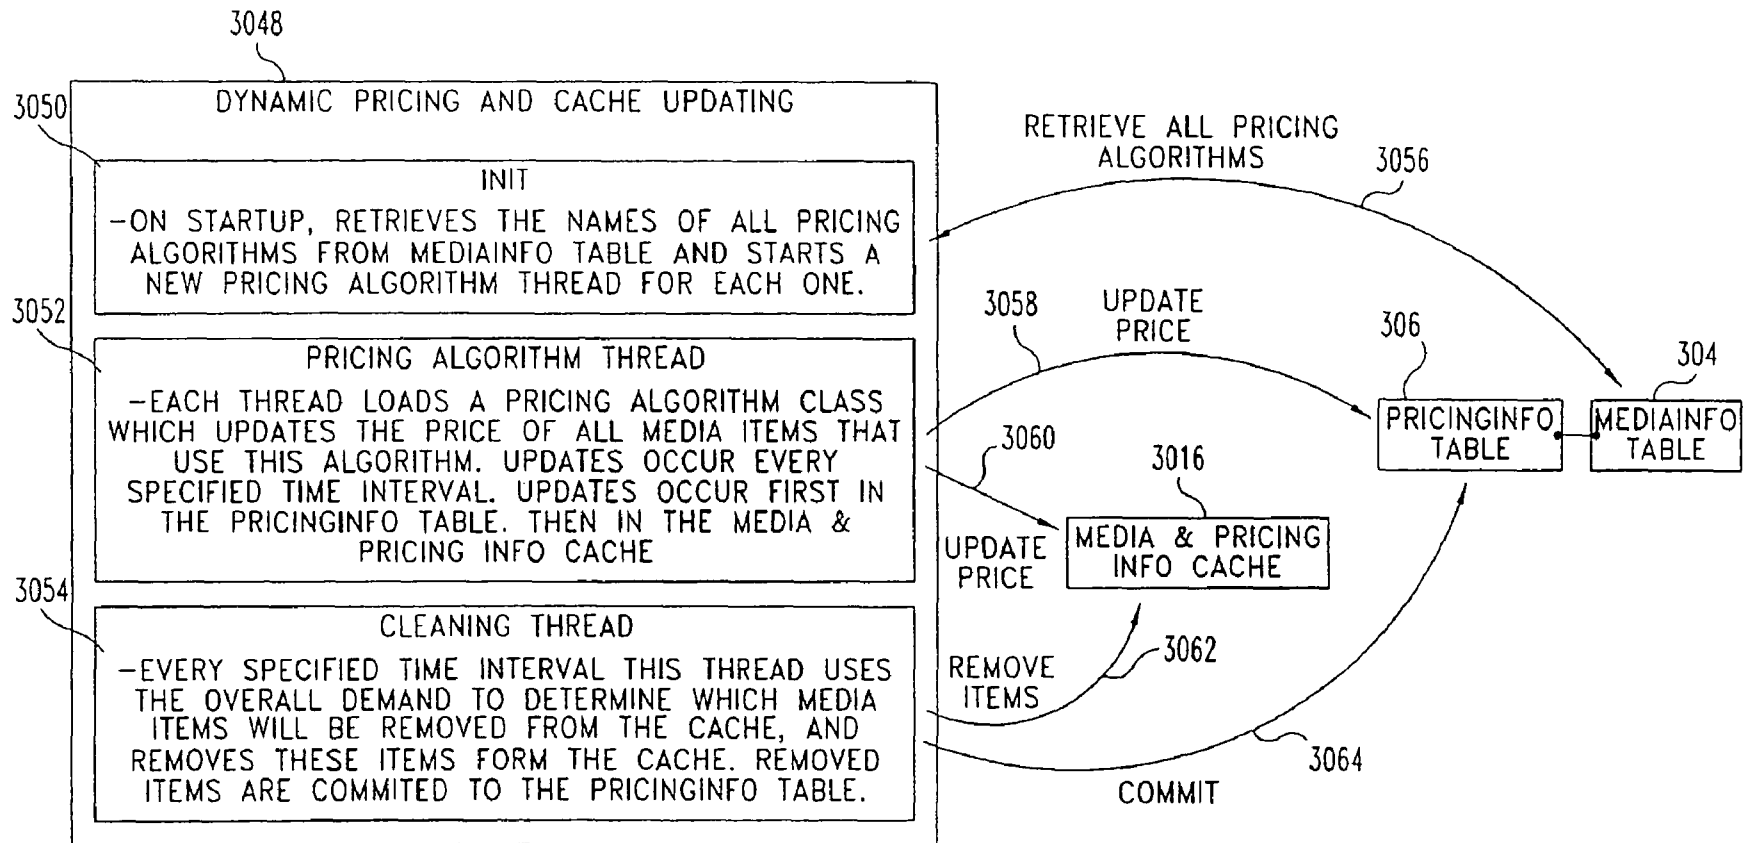 3048
DYNAMIC PRICING AND CACHE UPDATING
3050
INIT
-ON STARTUP, RETRIEVES THE NAMES OF ALL PRICING
ALGORITHMS FROM MEDIAINFO TABLE AND STARTS A
NEW PRICING ALGORITHM THREAD FOR EACH ONE.
3052
PRICING ALGORITHM THREAD
-EACH THREAD LOADS A PRICING ALGORITHM CLASS
WHICH UPDATES THE PRICE OF ALL MEDIA ITEMS THAT
USE THIS ALGORITHM. UPDATES OCCUR EVERY
SPECIFIED TIME INTERVAL. UPDATES OCCUR FIRST IN
THE PRICINGINFO TABLE. THEN IN THE MEDIA &
PRICING INFO CACHE
3054
CLEANING THREAD
-EVERY SPECIFIED TIME INTERVAL THIS THREAD USES
THE OVERALL DEMAND TO DETERMINE WHICH MEDIA
ITEMS WILL BE REMOVED FROM THE CACHE, AND
REMOVES THESE ITEMS FORM THE CACHE. REMOVED
ITEMS ARE COMMITED TO THE PRICINGINFO TABLE.
RETRIEVE ALL PRICING
ALGORITHMS
3056
3058
UPDATE
PRICE
306
304
PRICINGINFO
TABLE
MEDIAINFO
TABLE
3060
3016
MEDIA & PRICING
INFO CACHE
UPDATE
PRICE
REMOVE
ITEMS
3062
3064
COMMIT